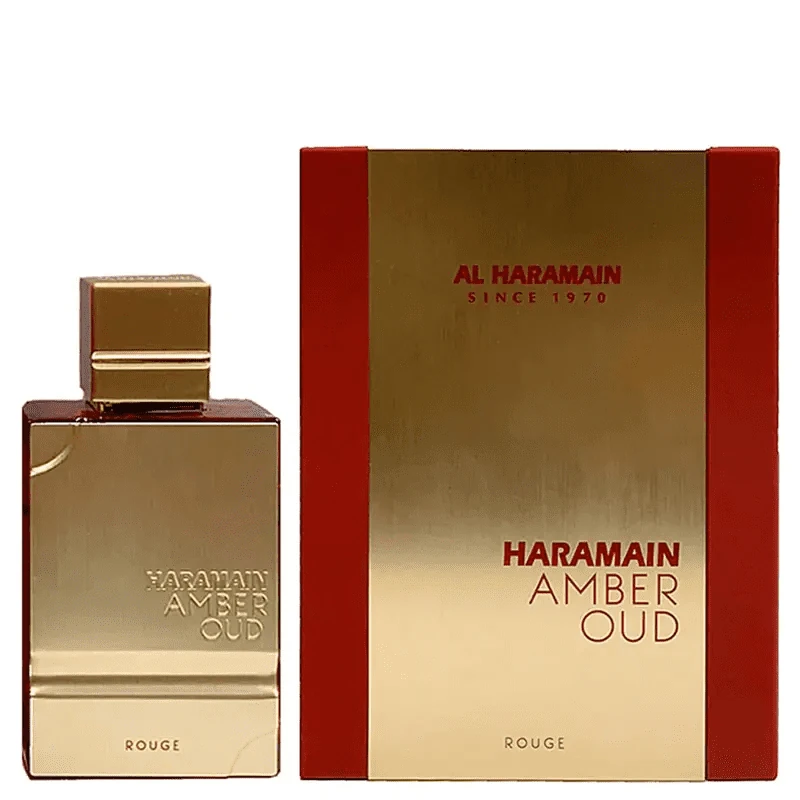 HARAMAIN
AMBER
OUD
ROUGE
AL HARAMAIN
SINCE 1970
HARAMAIN
AMBER
OUD
ROUGE